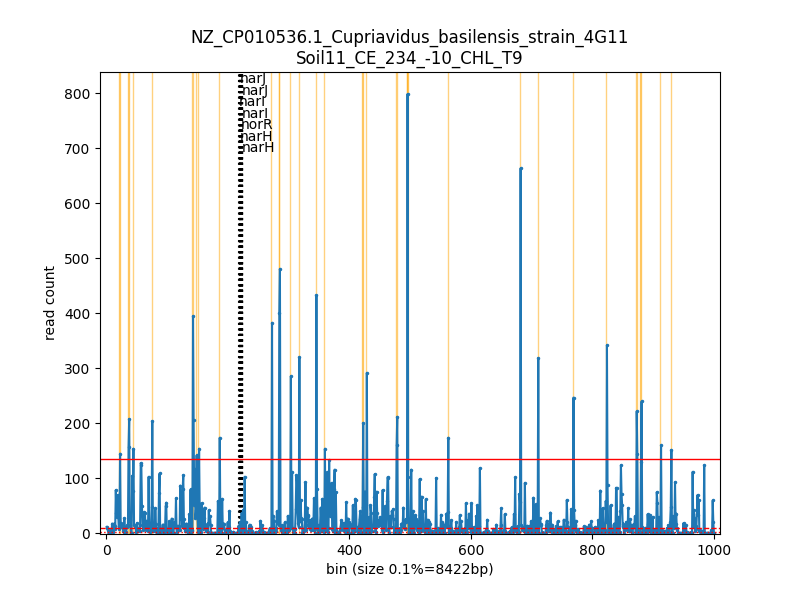 NZ_CP010536.1_Cupriavidus_basilensis_strain_4G11
Soil11_CE_234_-10_CHL_T9
narJ
narJ
narI
narI
norR
narH
narH
800
700
600
500
400
300
200
100
0
read count
0 200 400 600 800 1000
bin (size 0.1%=8422bp)